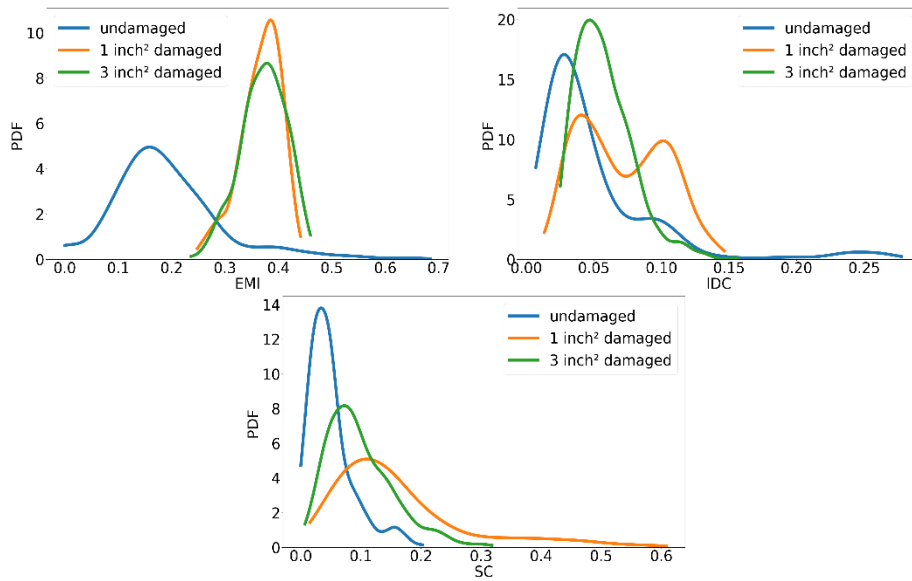 10
8
6
4
2
0
PDF
undamaged
1 inch² damaged
3 inch² damaged
0.0 0.1 0.2 0.3 0.4 0.5 0.6 0.7
EMI
20
15
10
5
0
PDF
undamaged
1 inch² damaged
3 inch² damaged
0.00 0.05 0.10 0.15 0.20 0.25
IDC
14
12
10
8
6
4
2
0
PDF
undamaged
1 inch² damaged
3 inch² damaged
0.0 0.1 0.2 0.3 0.4 0.5 0.6
SC